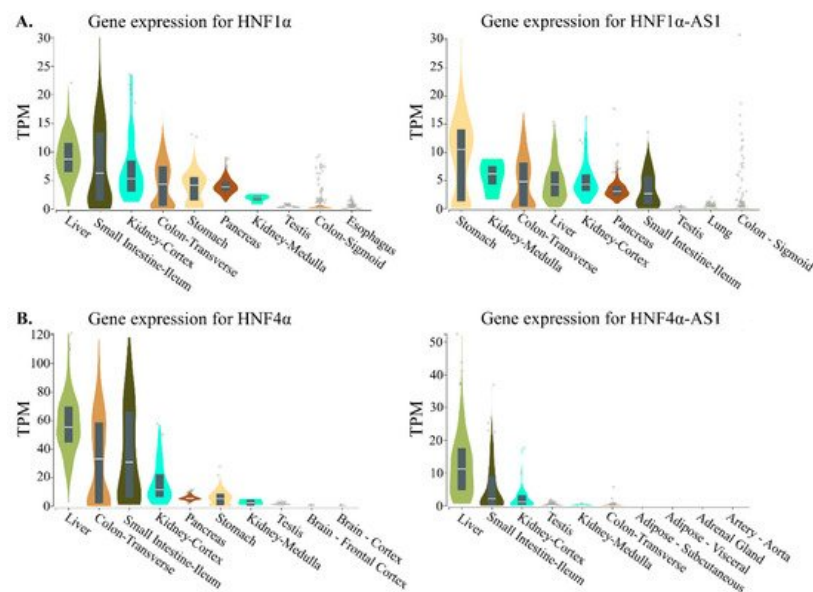 A.
Gene expression for HNF1α
TPM
30
25
20
15
10
5
0
Liver
Small Intestine-Ileum
Kidney-Cortex
Colon-Transverse
Stomach
Pancreas
Kidney-Medulla
Testis
Colon-Sigmoid
Esophagus
Gene expression for HNF1α-AS1
TPM
30
25
20
15
10
5
0
Stomach
Kidney-Medulla
Colon-Transverse
Liver
Kidney-Cortex
Pancreas
Small Intestine-Ileum
Testis
Lung
Colon - Sigmoid
B.
Gene expression for HNF4α
TPM
120
100
80
60
40
20
0
Liver
Colon-Transverse
Small Intestine-Ileum
Kidney-Cortex
Pancreas
Stomach
Kidney-Medulla
Testis
Brain - Frontal Cortex
Brain - Cortex
Gene expression for HNF4α-AS1
TPM
50
40
30
20
10
0
Liver
Small Intestine-Ileum
Kidney-Cortex
Testis
Kidney-Medulla
Colon-Transverse
Adipose - Subcutaneous
Adipose - Visceral
Adrenal Gland
Artery - Aorta